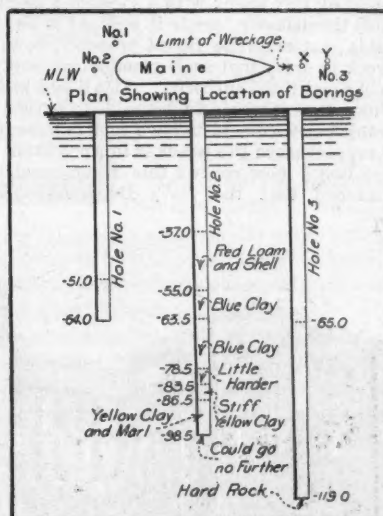 No.1
Limit of Wreckage
No.2
Maine
X
Y
No.3
MLW
Plan Showing Location of Borings
Hole No. 1
Hole No. 2
Hole No. 3
-37.0
Red Loam
and Shell
-51.0
-55.0
Blue Clay
-64.0
-63.5
-65.0
Blue Clay
-78.5
Little
Harder
-83.5
-86.5
Stiff
Yellow Clay
Yellow Clay
and Marl
-98.5
Could go
no Further
Hard Rock
-119.0